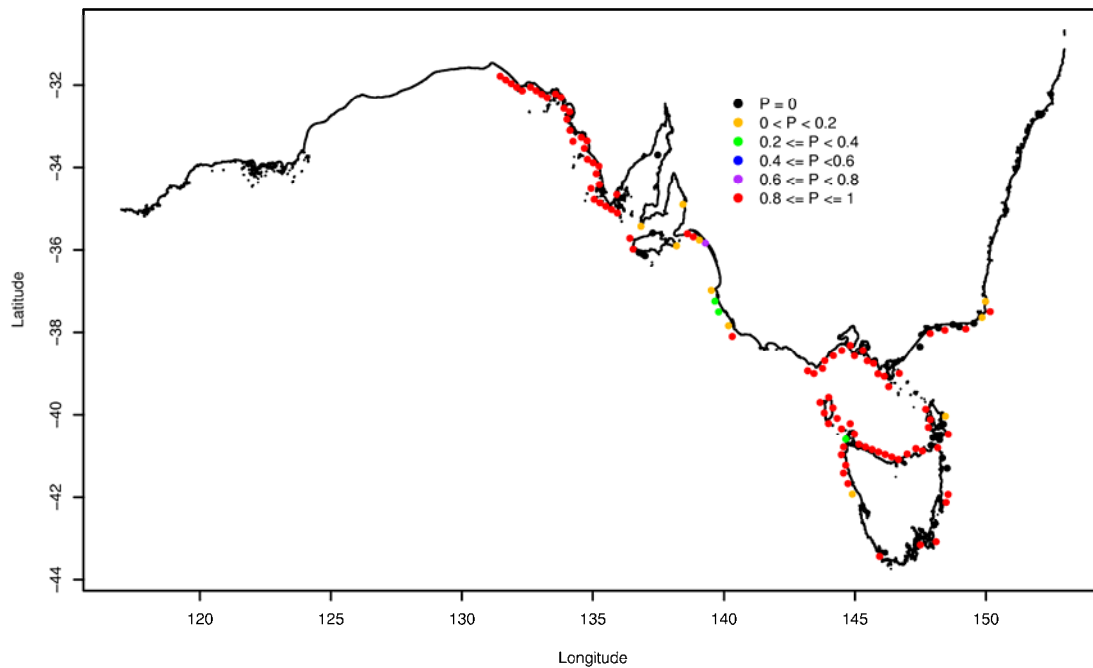 P = 0
0 < P < 0.2
0.2 <= P < 0.4
0.4 <= P <0.6
0.6 <= P < 0.8
0.8 <= P <= 1
−32
−34
−36
−38
−40
−42
−44
Latitude
120 125 130 135 140 145 150
Longitude